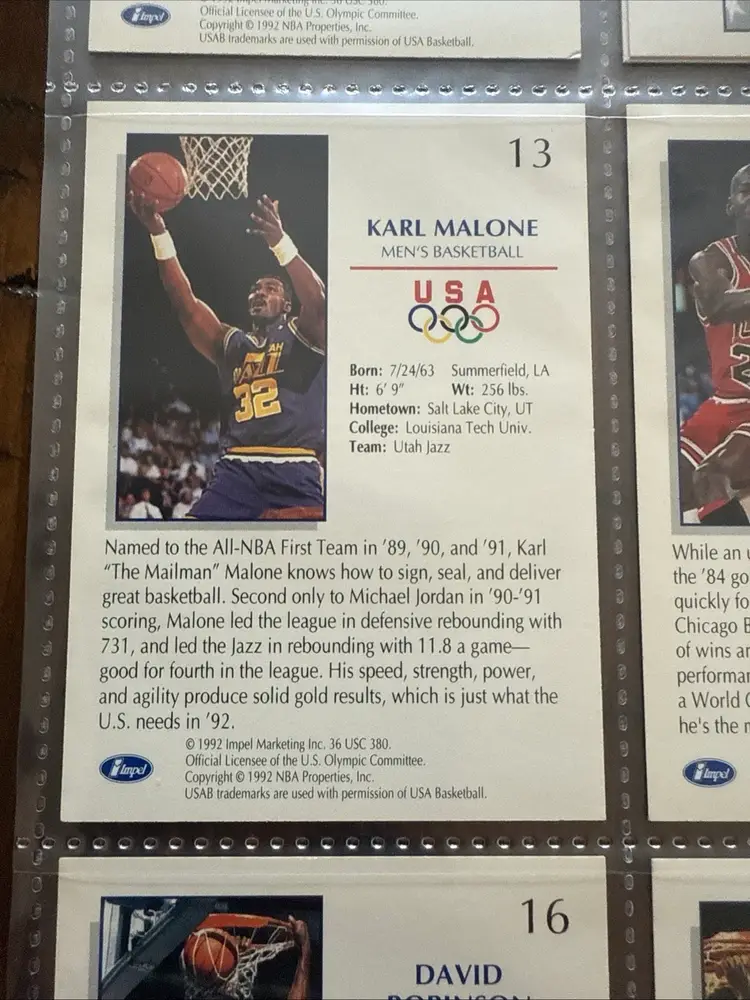 Official Licensee of the U.S. Olympic Committee.
Copyright © 1992 NBA Properties, Inc.
USAB trademarks are used with permission of USA Basketball.
Impel
13
KARL MALONE
MEN'S BASKETBALL
USA
Born: 7/24/63 Summerfield, LA
Ht: 6' 9" Wt: 256 lbs.
Hometown: Salt Lake City, UT
College: Louisiana Tech Univ.
Team: Utah Jazz
32
Named to the All-NBA First Team in '89, '90, and '91, Karl
"The Mailman" Malone knows how to sign, seal, and deliver
great basketball. Second only to Michael Jordan in '90-'91
scoring, Malone led the league in defensive rebounding with
731, and led the Jazz in rebounding with 11.8 a game—
good for fourth in the league. His speed, strength, power,
and agility produce solid gold results, which is just what the
U.S. needs in '92.
© 1992 Impel Marketing Inc. 36 USC 380.
Official Licensee of the U.S. Olympic Committee.
Copyright © 1992 NBA Properties, Inc.
USAB trademarks are used with permission of USA Basketball.
Impel
While an
the '84 go
quickly fo
Chicago B
of wins a
performa
a World
he's the
Impel
16
DAVID
ROBINSON